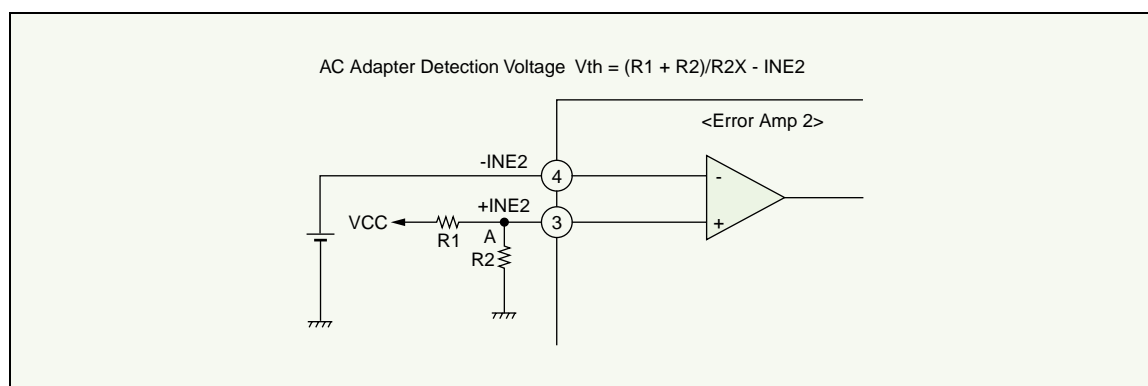 AC Adapter Detection Voltage Vth = (R1 + R2)/R2X - INE2
<Error Amp 2>
-INE2
4
-
+INE2
VCC
3
+
R1
A
R2